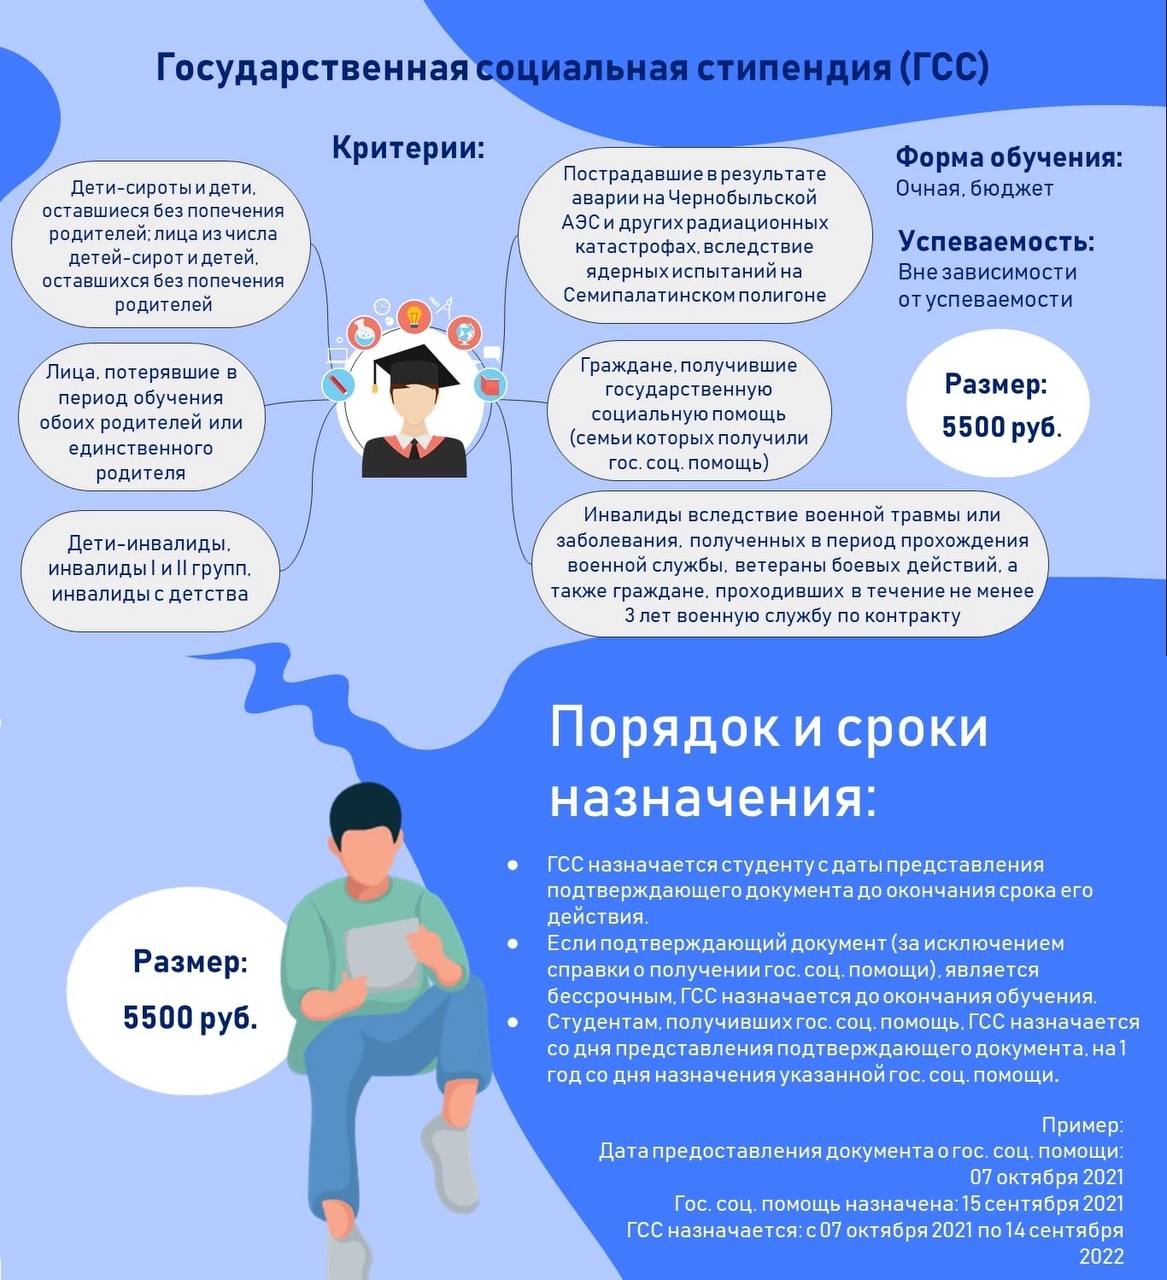 Государственная социальная стипендия (ГСС)
Критерии:
Дети-сироты и дети,
оставшиеся без попечения
родителей; лица из числа
детей-сирот и детей,
оставшихся без попечения
родителей
Лица, потерявшие в
период обучения
обоих родителей или
единственного
родителя
Дети-инвалиды,
инвалиды I и II групп,
инвалиды с детства
Пострадавшие в результате
аварии на Чернобыльской
АЭС и других радиационных
катастрофах, вследствие
ядерных испытаний на
Семипалатинском полигоне
Граждане, получившие
государственную
социальную помощь
(семьи которых получили
гос. соц. помощь)
Инвалиды вследствие военной травмы или
заболевания, полученных в период прохождения
военной службы, ветераны боевых действий, а
также граждане, проходивших в течение не менее
3 лет военную службу по контракту
Форма обучения:
Очная, бюджет
Успеваемость:
Вне зависимости
от успеваемости
Размер:
5500 руб.
Порядок и сроки
назначения:
● ГСС назначается студенту с даты представления
подтверждающего документа до окончания срока его
действия.
● Если подтверждающий документ (за исключением
справки о получении гос. соц. помощи), является
бессрочным, ГСС назначается до окончания обучения.
● Студентам, получивших гос. соц. помощь, ГСС назначается
со дня представления подтверждающего документа, на 1
год со дня назначения указанной гос. соц. помощи.
Размер:
5500 руб.
Пример:
Дата предоставления документа о гос. соц. помощи:
07 октября 2021
Гос. соц. помощь назначена: 15 сентября 2021
ГСС назначается: с 07 октября 2021 по 14 сентября
2022